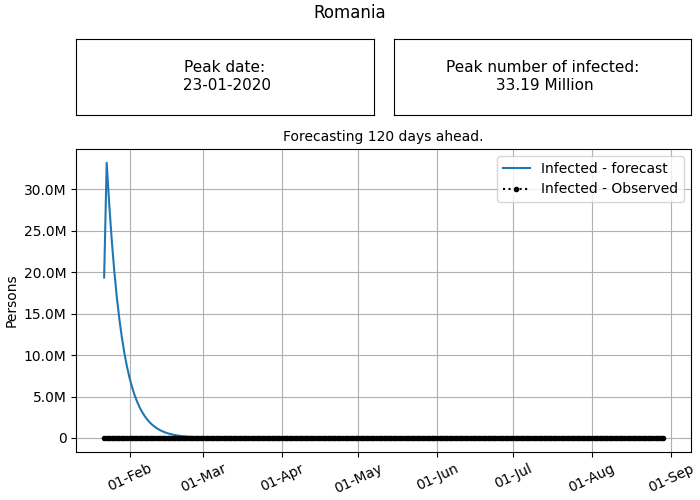 Romania
Peak date:
23-01-2020
Peak number of infected:
33.19 Million
Forecasting 120 days ahead.
Infected - forecast
Infected - Observed
Persons
30.0M
25.0M
20.0M
15.0M
10.0M
5.0M
0
01-Feb
01-Mar
01-Apr
01-May
01-Jun
01-Jul
01-Aug
01-Sep